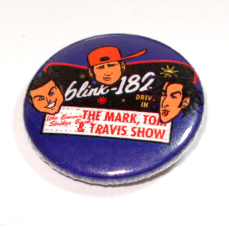 blink-182
DRIVE
IN
(The Enema
Strikes Back)
THE MARK, TOM
& TRAVIS SHOW